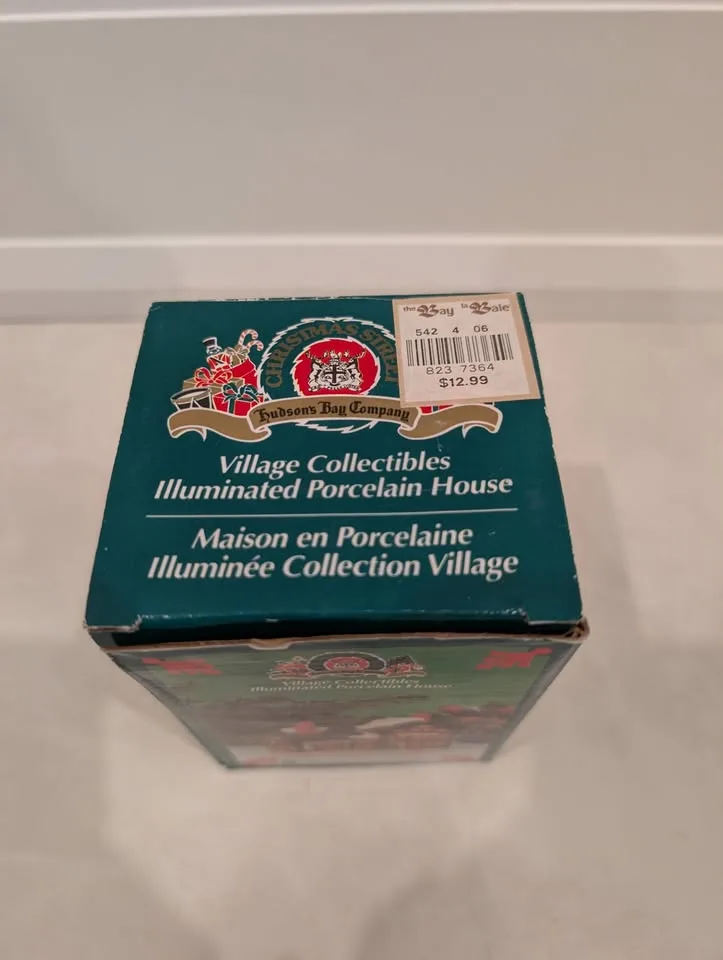 the Bay la Baie
542 4 06
823 7364
$12.99
CHRISTMAS
Hudson's Bay Company
Village Collectibles
Illuminated Porcelain House
Maison en Porcelaine
Illuminée Collection Village
Village Collectibles
Illuminated Porcelain House